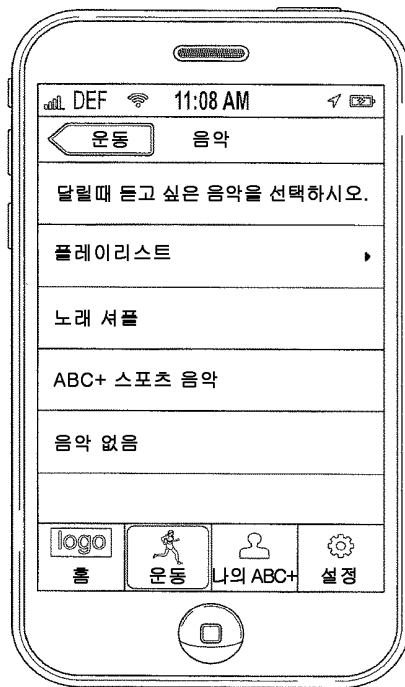 DEF 11:08 AM
운동 음악
달릴때 듣고 싶은 음악을 선택하시오.
플레이리스트
노래 셔플
ABC+ 스포츠 음악
음악 없음
logo
홈 운동 나의 ABC+ 설정